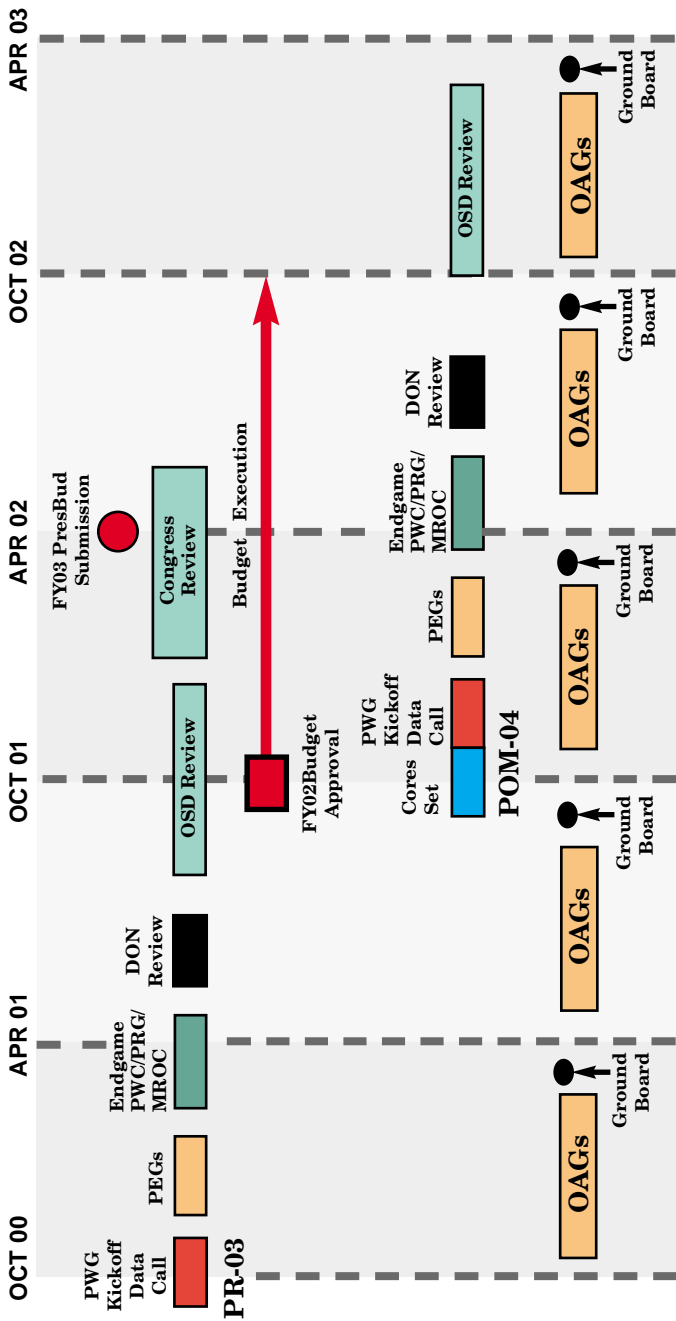 OCT 00
APR 01
OCT 01
APR 02
OCT 02
APR 03
FY03 PresBud
Submission
PWG
Kickoff
Data
Call
PEGs
Endgame
PWC/PRG/
MROC
DON
Review
OSD Review
Congress
Review
PR-03
Budget Execution
FY02Budget
Approval
Cores
Set
PWG
Kickoff
Data
Call
PEGs
Endgame
PWC/PRG/
MROC
DON
Review
OSD Review
POM-04
OAGs
Ground
Board
OAGs
Ground
Board
OAGs
Ground
Board
OAGs
Ground
Board
OAGs
Ground
Board